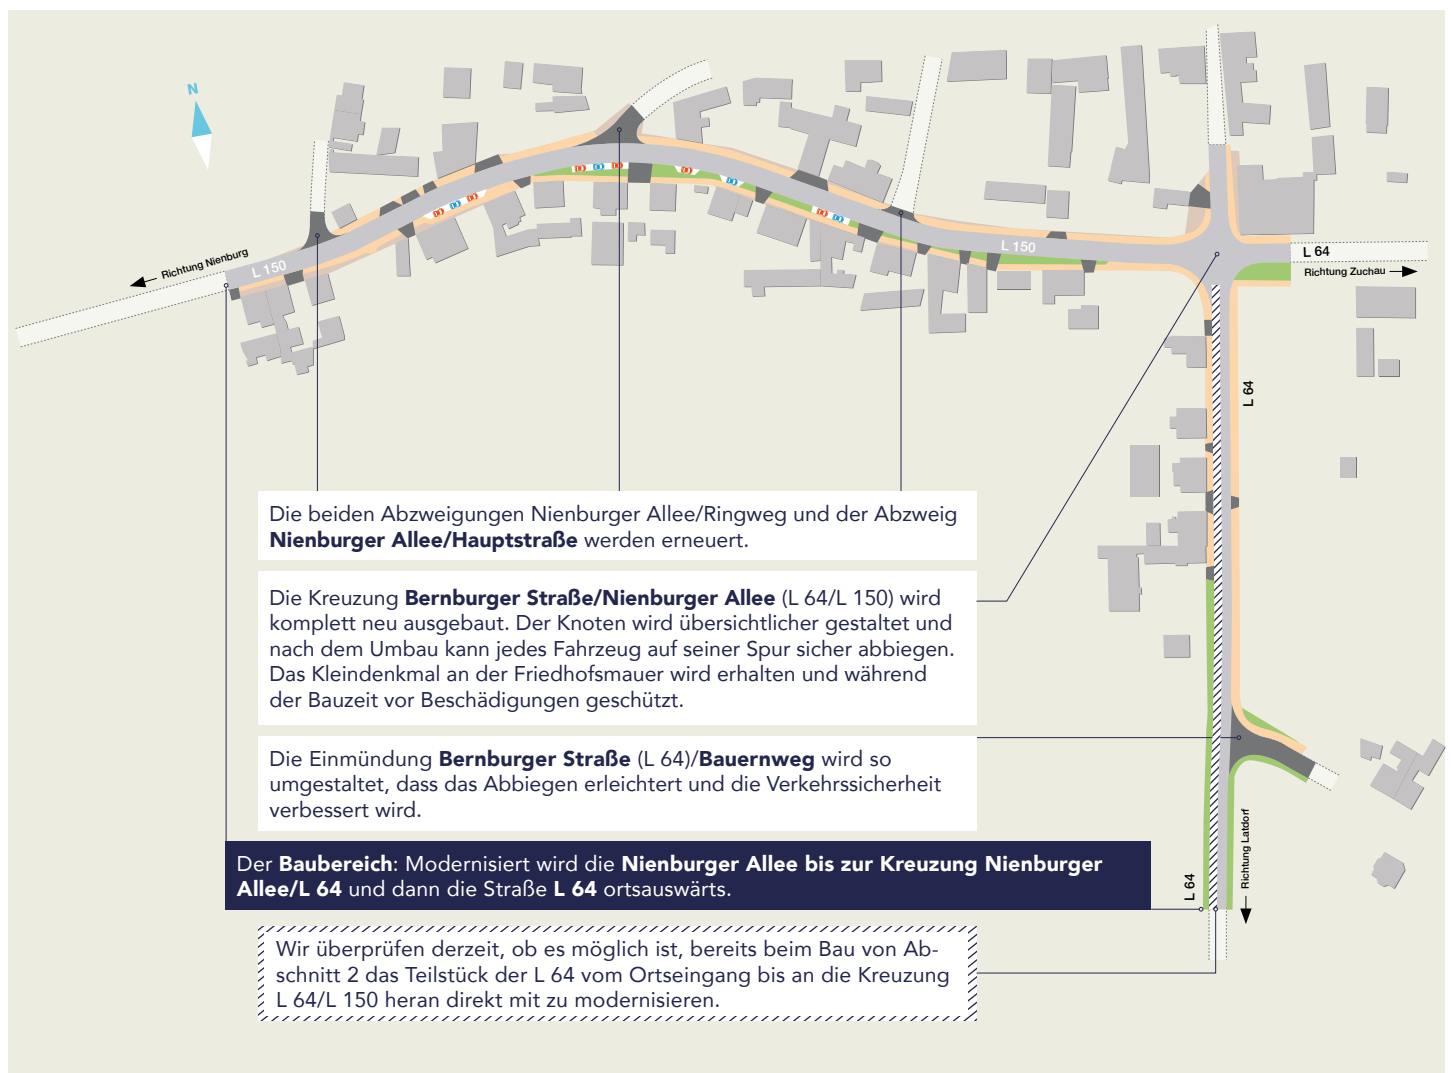 N
Richtung Nienburg
L 150
L 150
L 64
Richtung Zuchau
L 64
Die beiden Abzweigungen Nienburger Allee/Ringweg und der Abzweig
Nienburger Allee/Hauptstraße werden erneuert.
Die Kreuzung Bernburger Straße/Nienburger Allee (L 64/L 150) wird
komplett neu ausgebaut. Der Knoten wird übersichtlicher gestaltet und
nach dem Umbau kann jedes Fahrzeug auf seiner Spur sicher abbiegen.
Das Kleindenkmal an der Friedhofsmauer wird erhalten und während
der Bauzeit vor Beschädigungen geschützt.
Die Einmündung Bernburger Straße (L 64)/Bauernweg wird so
umgestaltet, dass das Abbiegen erleichtert und die Verkehrssicherheit
verbessert wird.
Der Baubereich: Modernisiert wird die Nienburger Allee bis zur Kreuzung Nienburger
Allee/L 64 und dann die Straße L 64 ortsauswärts.
L 64
Richtung Latdorf
Wir überprüfen derzeit, ob es möglich ist, bereits beim Bau von Ab-
schnitt 2 das Teilstück der L 64 vom Ortseingang bis an die Kreuzung
L 64/L 150 heran direkt mit zu modernisieren.